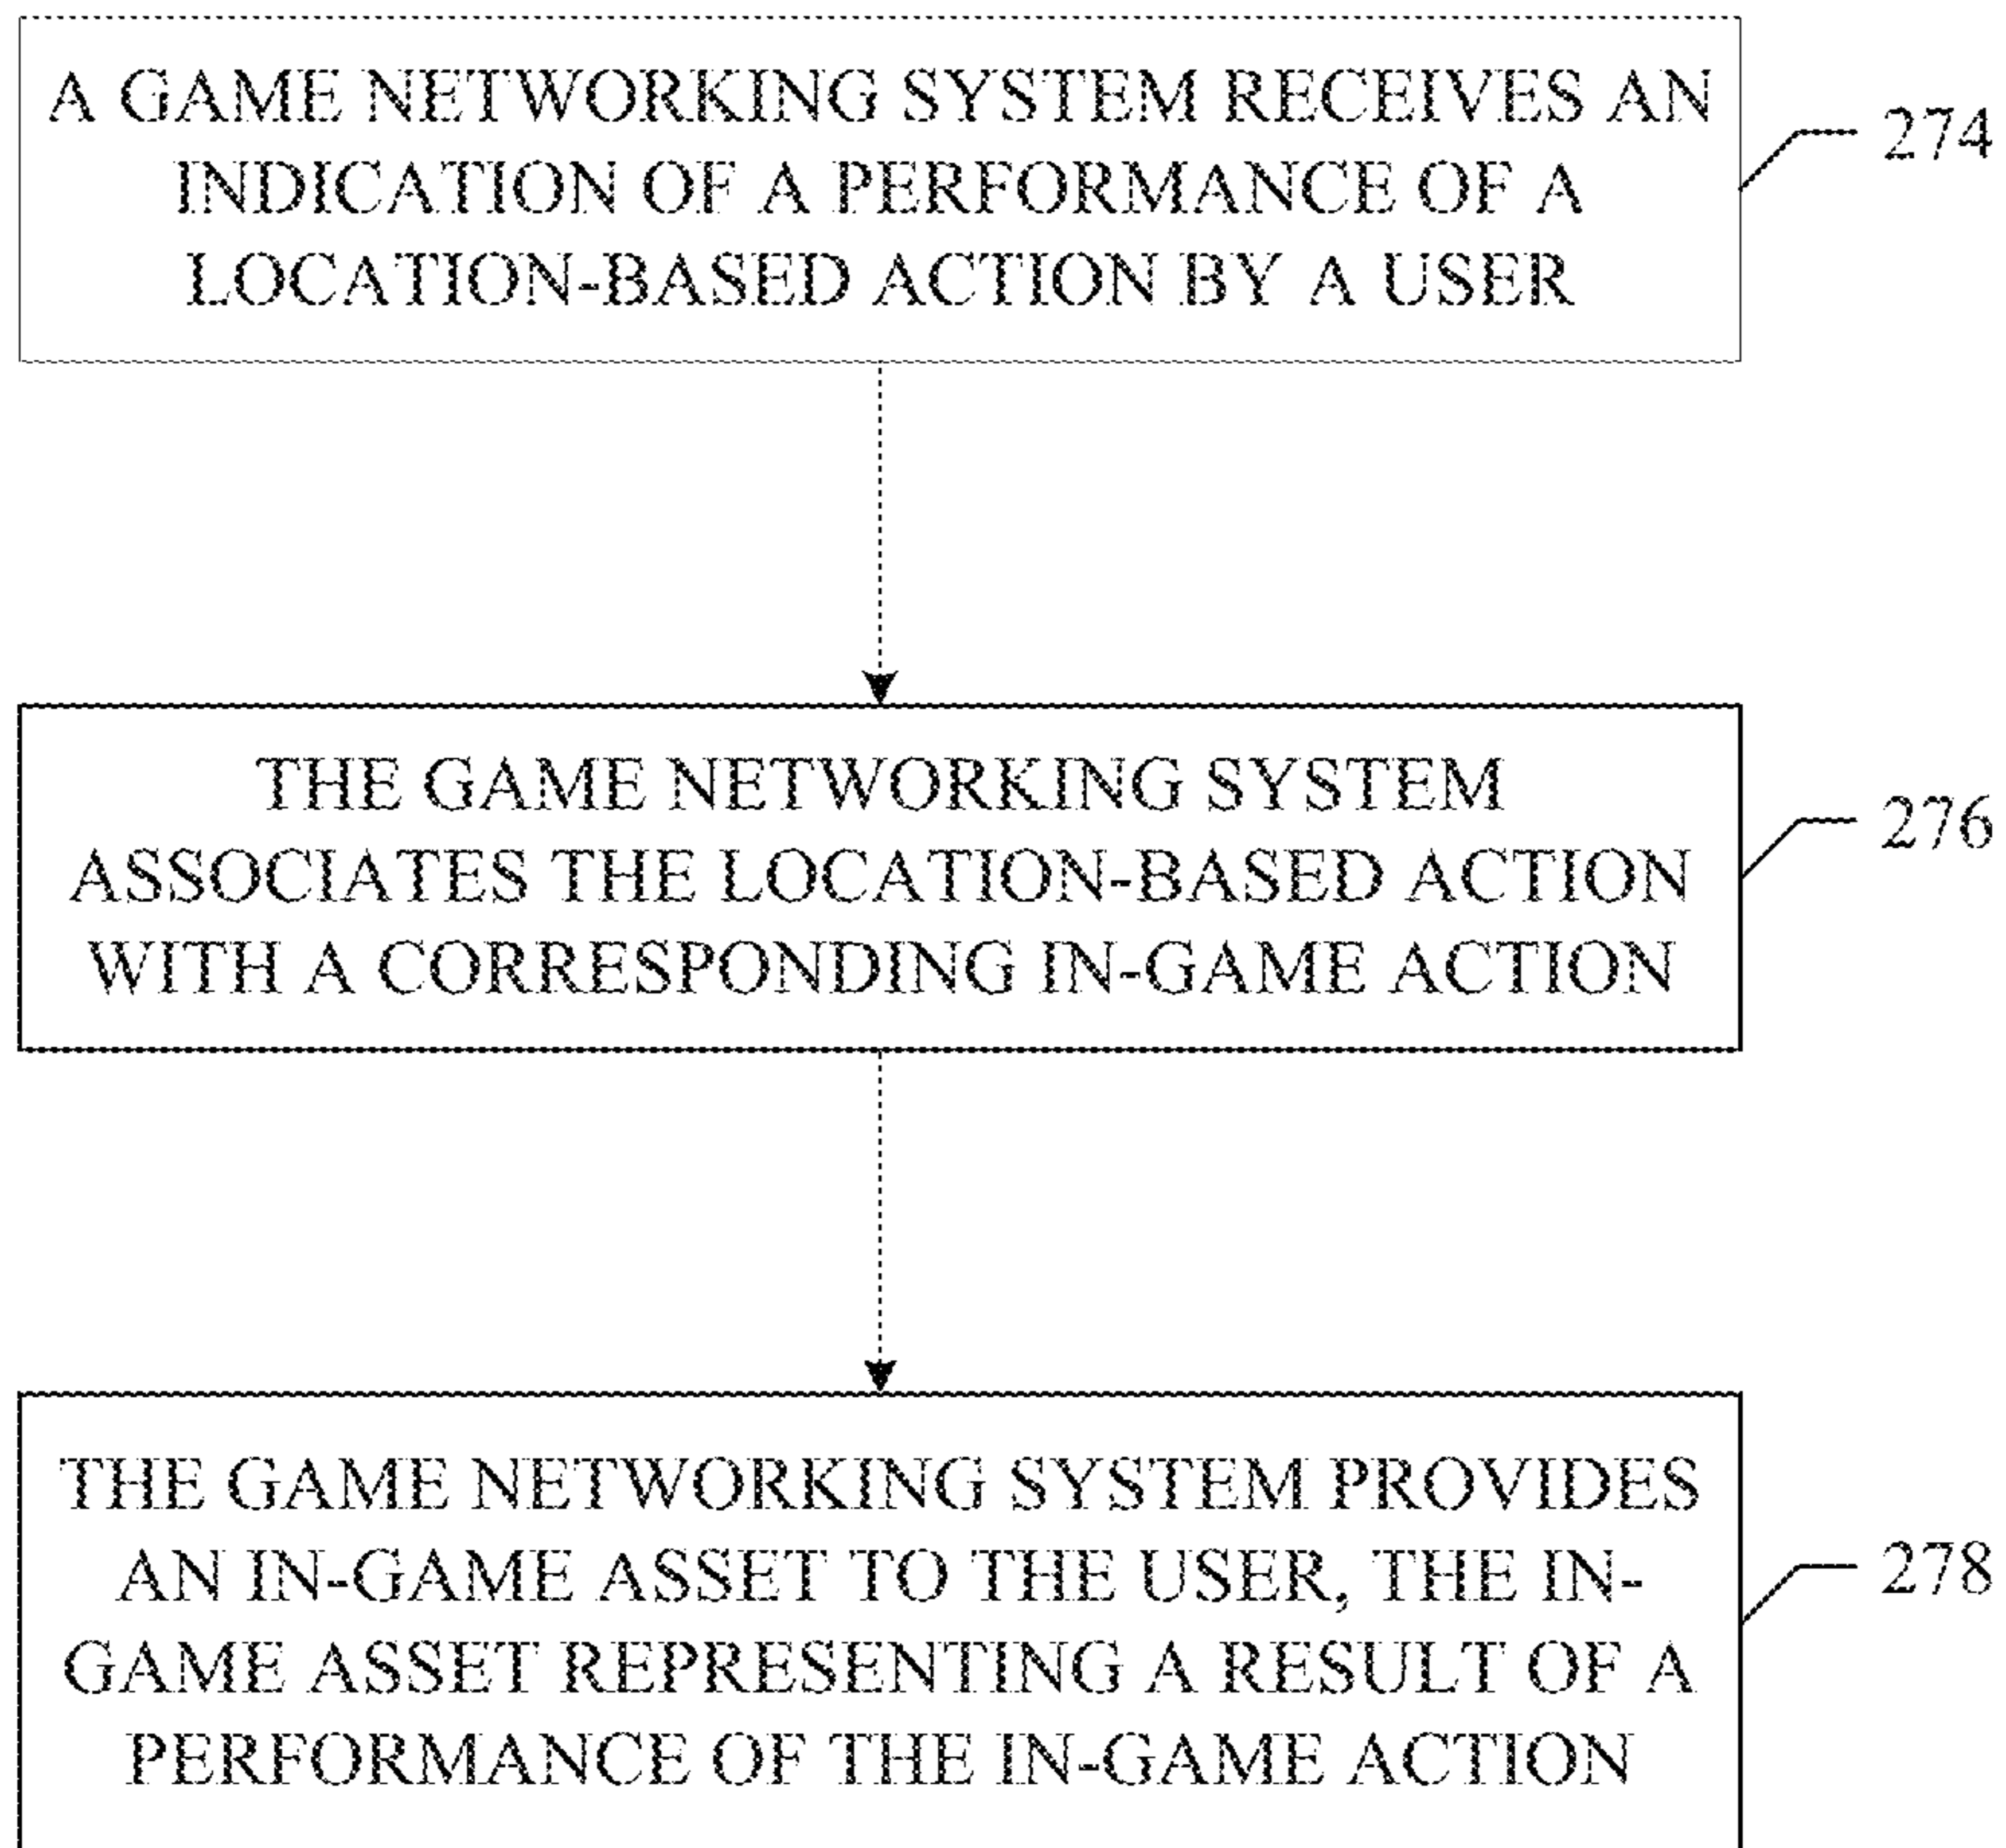 A GAME NETWORKING SYSTEM RECEIVES AN
INDICATION OF A PERFORMANCE OF A
LOCATION-BASED ACTION BY A USER
274
THE GAME NETWORKING SYSTEM
ASSOCIATES THE LOCATION-BASED ACTION
WITH A CORRESPONDING IN-GAME ACTION
276
THE GAME NETWORKING SYSTEM PROVIDES
AN IN-GAME ASSET TO THE USER, THE IN-
GAME ASSET REPRESENTING A RESULT OF A
PERFORMANCE OF THE IN-GAME ACTION
278